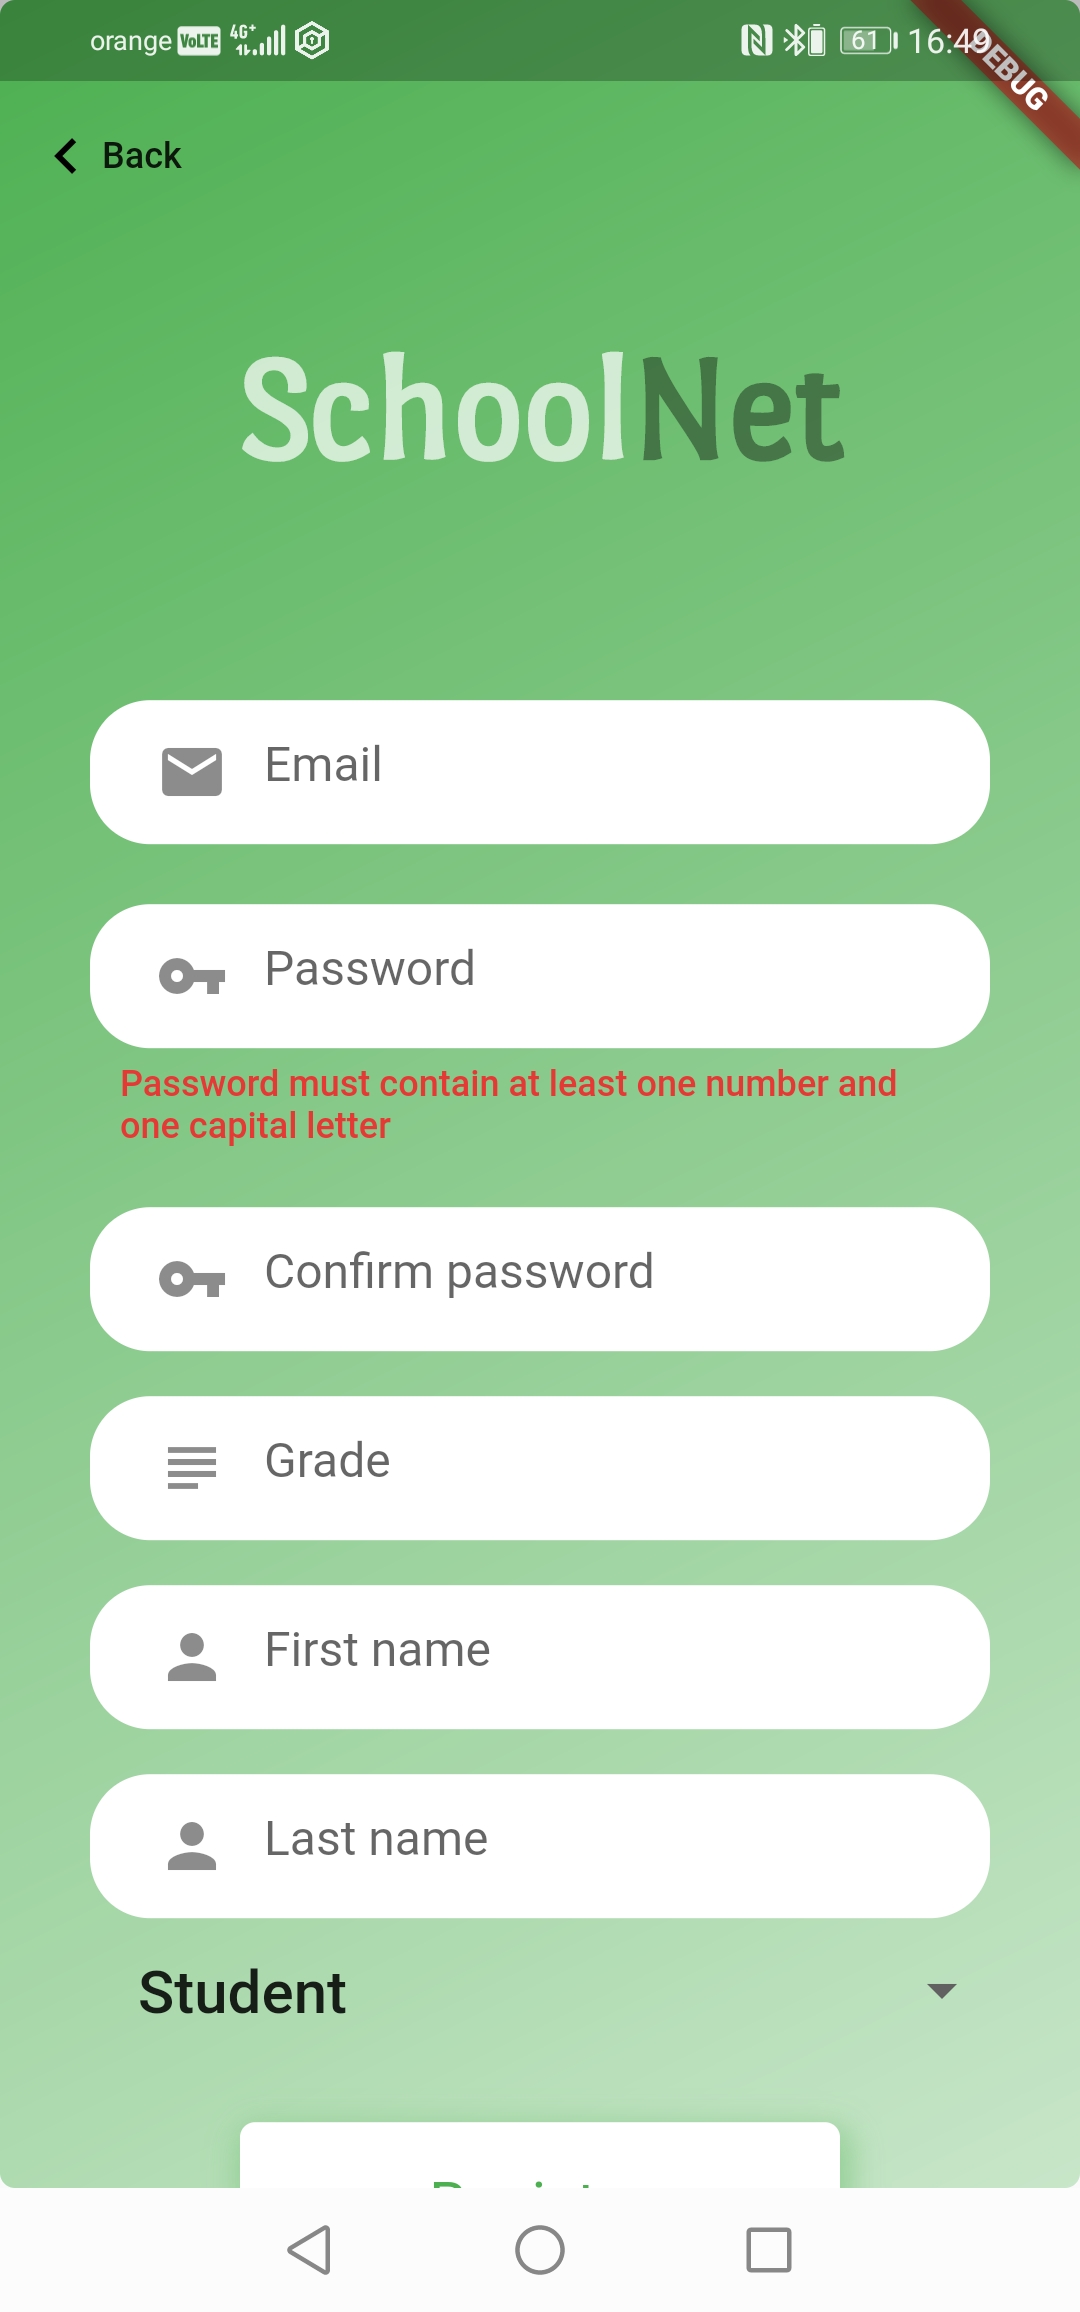 orange VoLTE 4G+ 61 16:49
DEBUG
Back
SchoolNet
Email
Password
Password must contain at least one number and
one capital letter
Confirm password
Grade
First name
Last name
Student